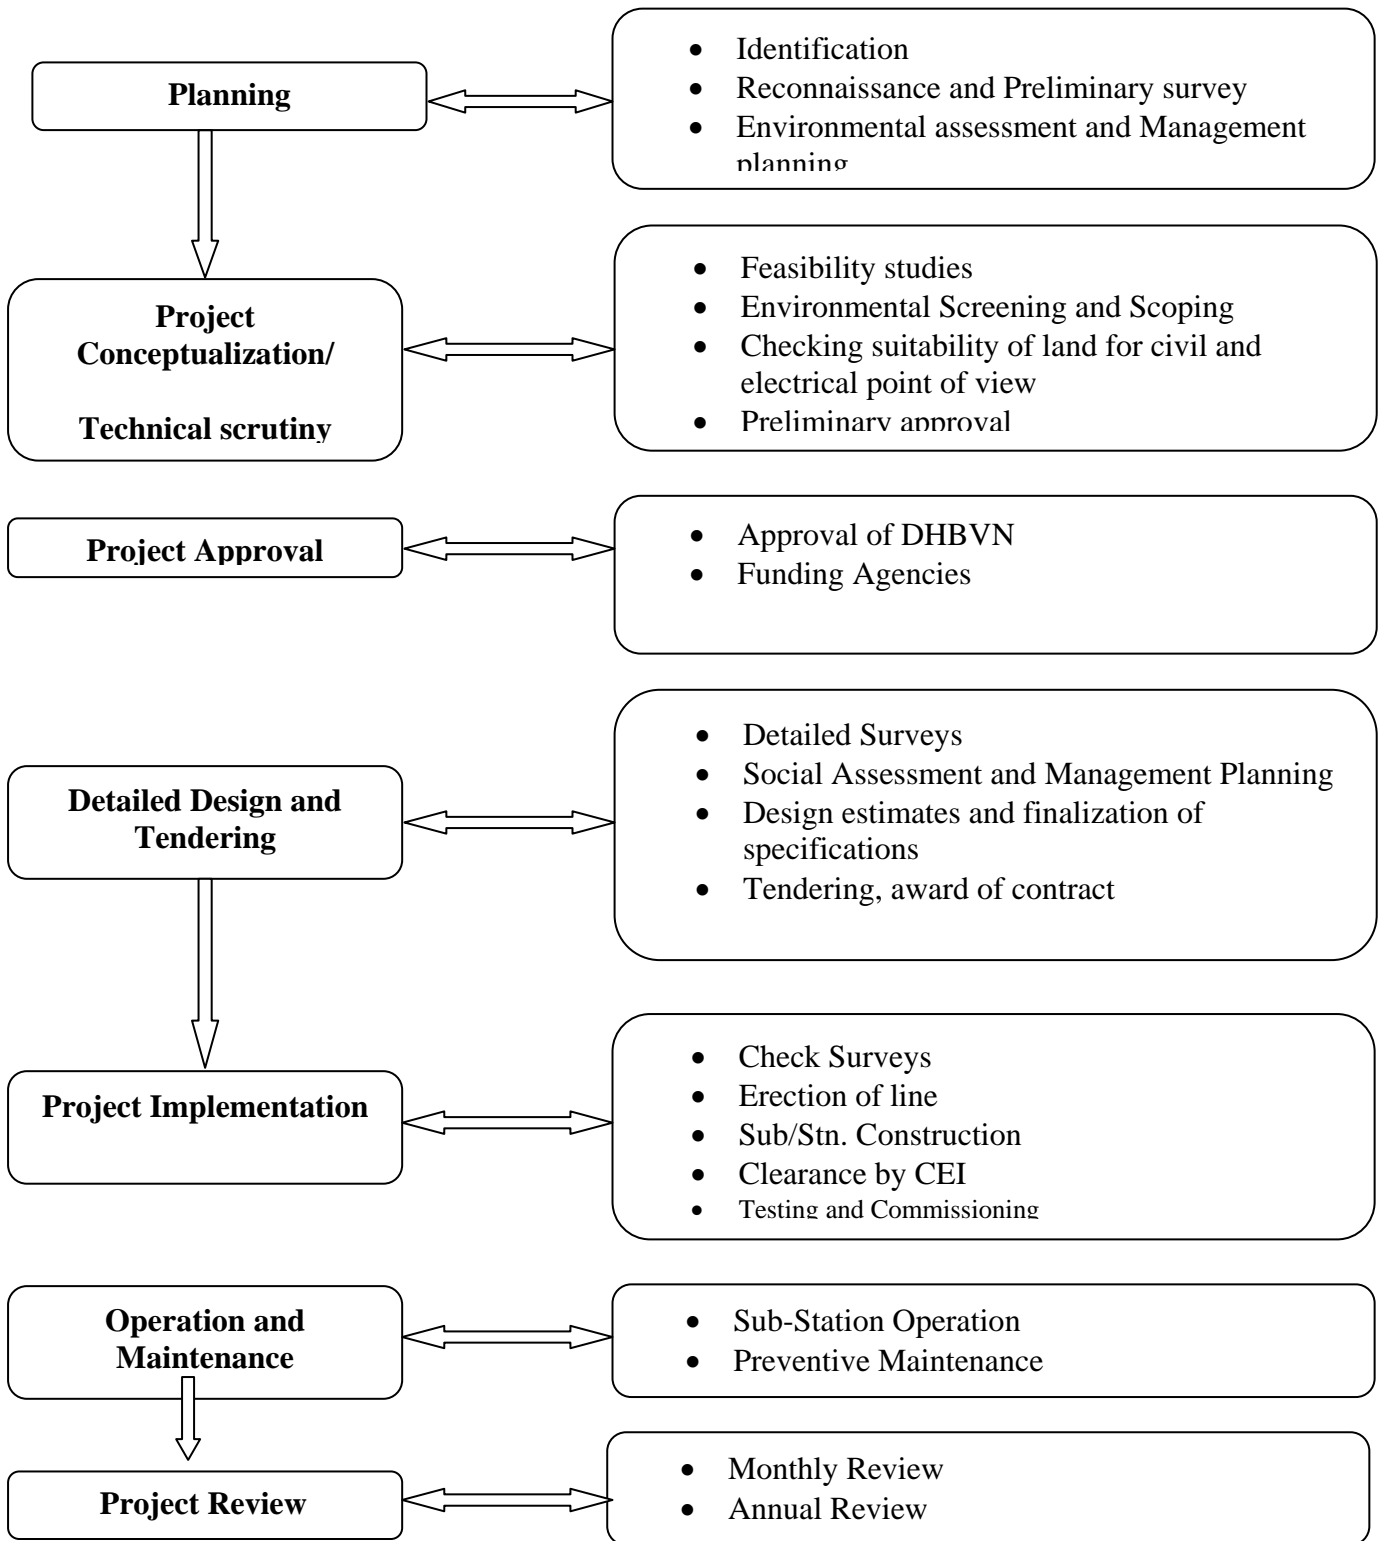 Planning
• Identification
• Reconnaissance and Preliminary survey
• Environmental assessment and Management
planning
Project
Conceptualization/
Technical scrutiny
• Feasibility studies
• Environmental Screening and Scoping
• Checking suitability of land for civil and
electrical point of view
• Preliminary approval
Project Approval
• Approval of DHBVN
• Funding Agencies
Detailed Design and
Tendering
• Detailed Surveys
• Social Assessment and Management Planning
• Design estimates and finalization of
specifications
• Tendering, award of contract
Project Implementation
• Check Surveys
• Erection of line
• Sub/Stn. Construction
• Clearance by CEI
• Testing and Commissioning
Operation and
Maintenance
• Sub-Station Operation
• Preventive Maintenance
Project Review
• Monthly Review
• Annual Review